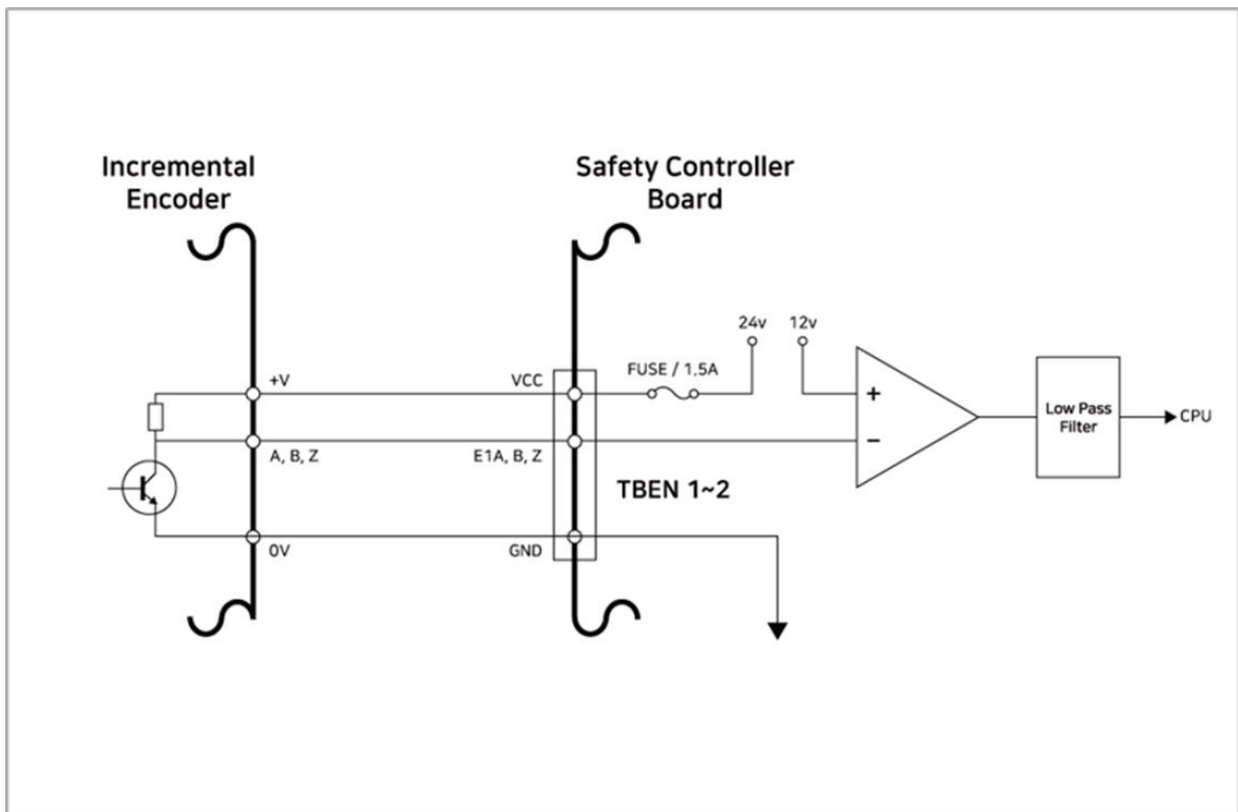 Incremental
Encoder
Safety Controller
Board
24v
12v
FUSE / 1.5A
+V
VCC
+
Low Pass
Filter
CPU
−
A, B, Z
E1A, B, Z
TBEN 1~2
0V
GND